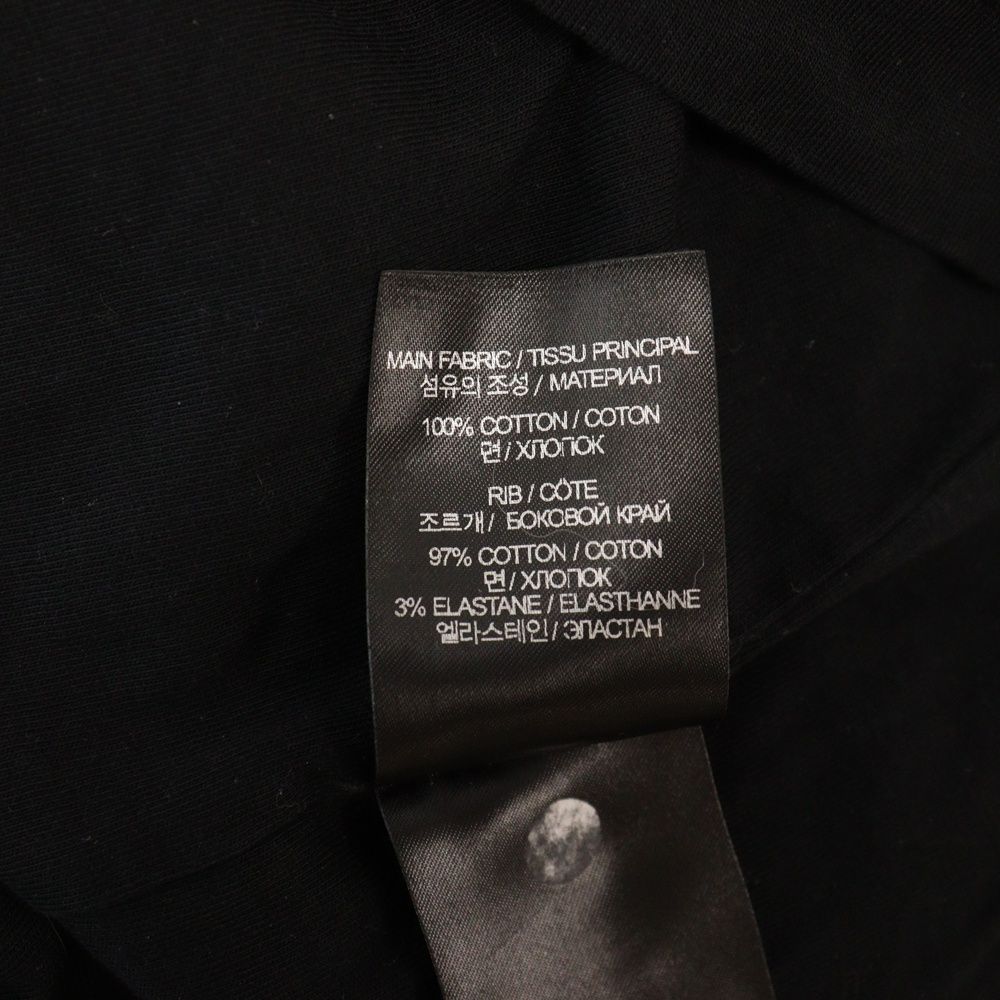 MAIN FABRIC / TISSU PRINCIPAL
섬유의 조성 / МАТЕРИАЛ
100% COTTON / COTON
면 / ХЛОПОК
RIB / CÔTE
조르개 / БОКОВОЙ КРАЙ
97% COTTON / COTON
면 / ХЛОПОК
3% ELASTANE / ELASTHANNE
엘라스테인 / ЭЛАСТАН